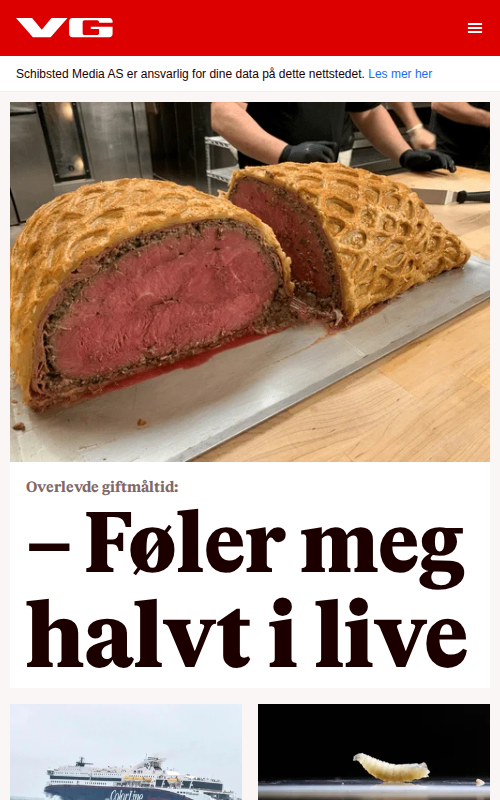 VG
Schibsted Media AS er ansvarlig for dine data på dette nettstedet. Les mer her
Overlevde giftmåltid:
– Føler meg
halvt i live
Color Line